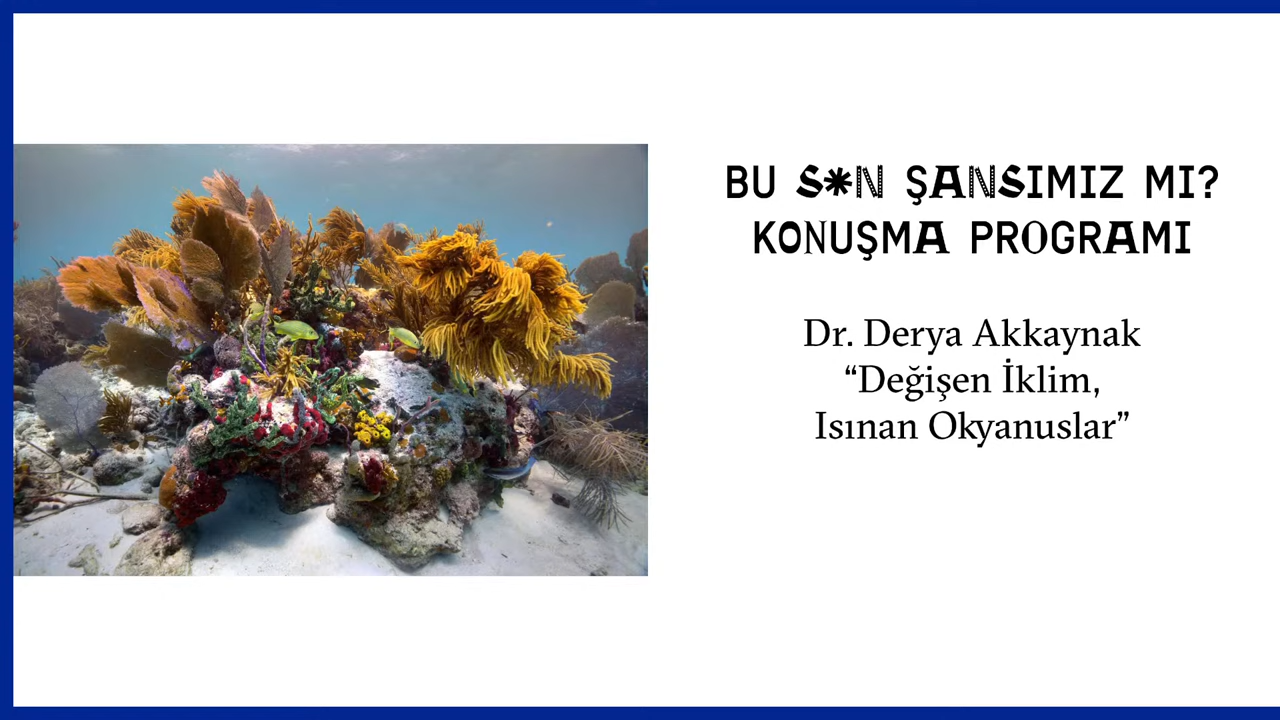 BU S*N ŞANSIMIZ MI?
KONUŞMA PROGRAMI
Dr. Derya Akkaynak
“Değişen İklim,
Isınan Okyanuslar”